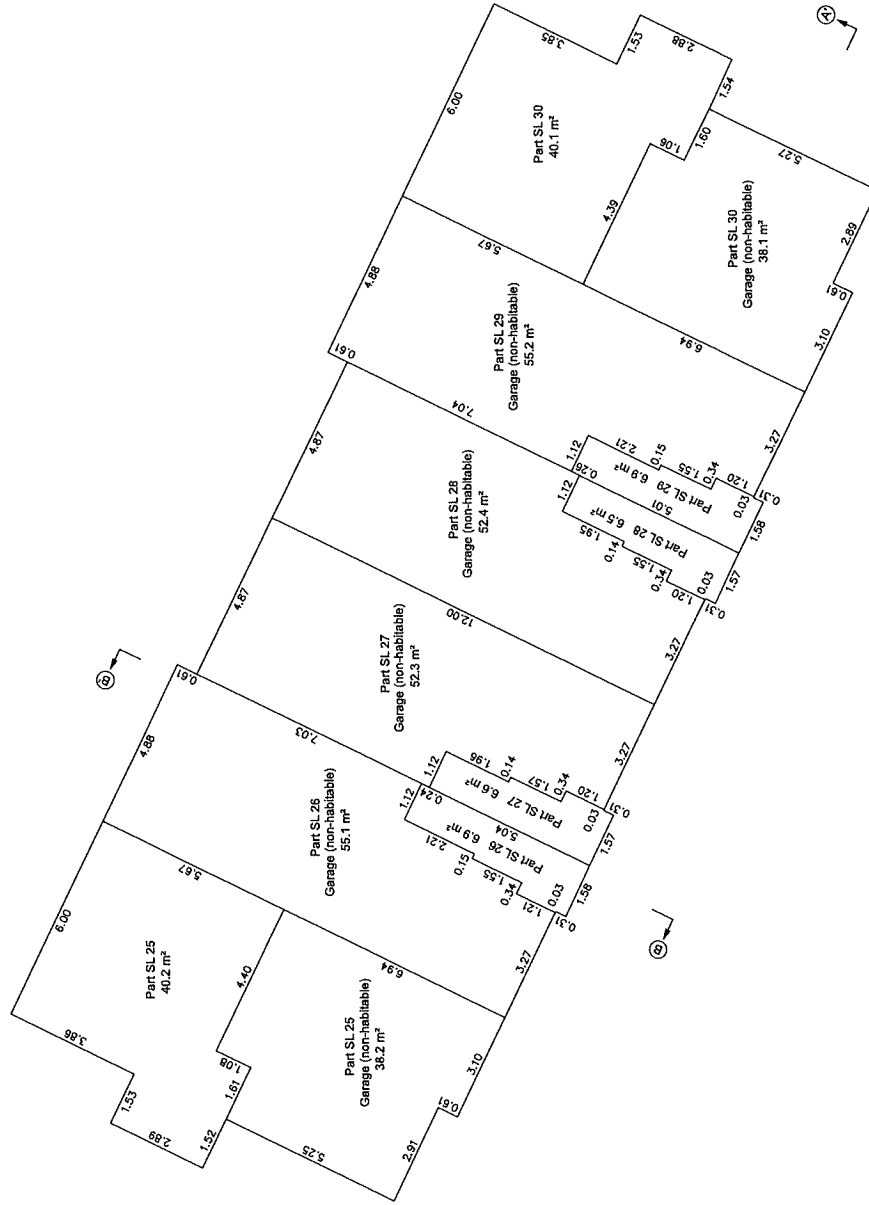 A'
3.85
1.53
2.88
1.54
6.00
Part SL 30
40.1 m²
1.06
1.60
5.27
4.39
Part SL 30
Garage (non-habitable)
38.1 m²
2.89
0.61
3.10
4.88
5.67
0.61
Part SL 29
Garage (non-habitable)
55.2 m²
6.94
7.04
4.87
1.12
2.21
0.15
1.55
0.34
1.20
3.27
0.31
0.03
Part SL 29 6.9 m²
0.26
5.01
1.58
Part SL 28
Garage (non-habitable)
52.4 m²
1.12
1.95
0.14
1.55
0.34
1.20
0.03
0.31
1.57
Part SL 28 6.5 m²
4.87
12.00
3.27
B'
0.61
Part SL 27
Garage (non-habitable)
52.3 m²
7.03
4.88
1.12
1.96
0.14
1.57
0.34
1.20
3.27
0.31
0.03
Part SL 27 6.6 m²
0.24
5.04
1.57
Part SL 26
Garage (non-habitable)
55.1 m²
1.12
2.21
0.15
1.55
0.34
1.21
0.03
0.31
1.58
Part SL 26 6.9 m²
B
5.67
6.00
6.94
3.27
Part SL 25
40.2 m²
4.40
3.86
1.53
2.89
1.52
1.08
1.61
Part SL 25
Garage (non-habitable)
38.2 m²
5.25
3.10
0.61
2.91